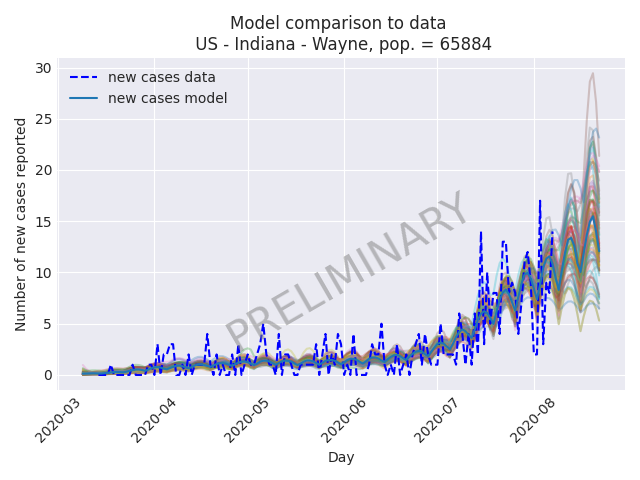 Model comparison to data
US - Indiana - Wayne, pop. = 65884
new cases data
new cases model
30
25
20
15
10
5
0
Number of new cases reported
PRELIMINARY
2020-03
2020-04
2020-05
2020-06
2020-07
2020-08
Day